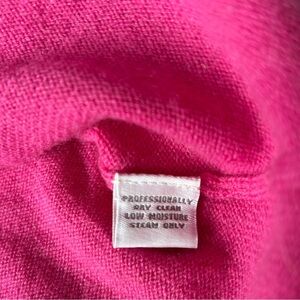 PROFESSIONALLY
DRY CLEAN
LOW MOISTURE
STEAM ONLY